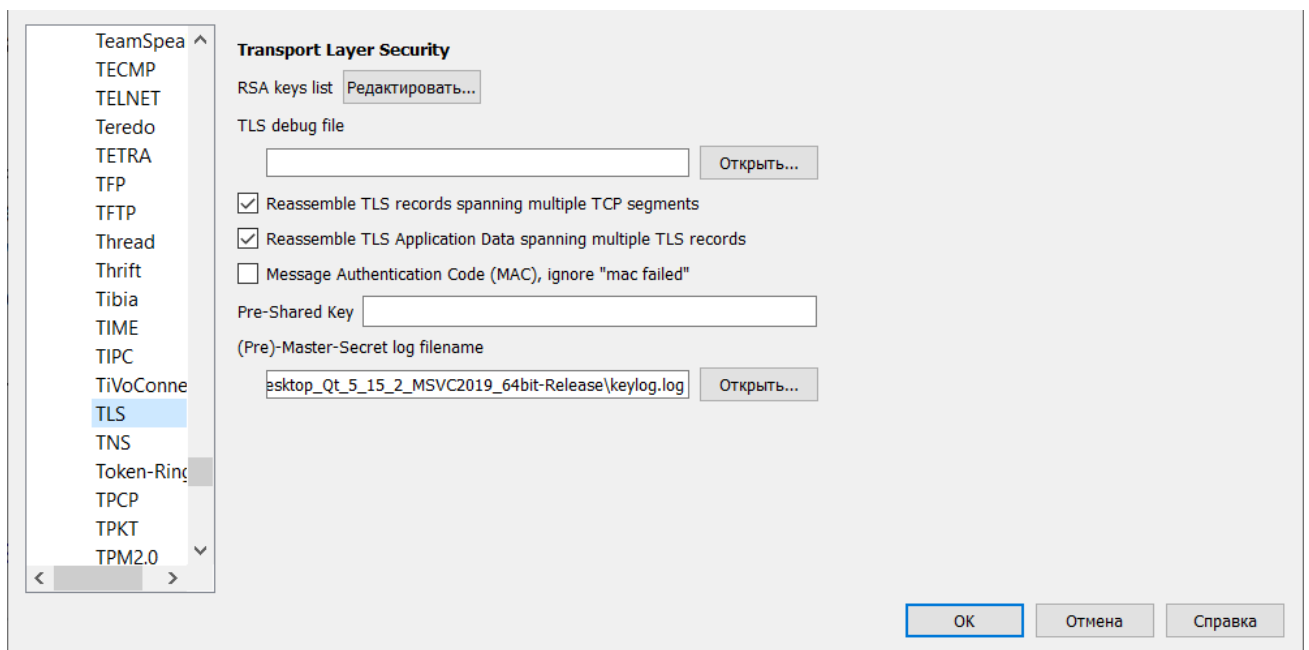 TeamSpea
TECMP
TELNET
Teredo
TETRA
TFP
TFTP
Thread
Thrift
Tibia
TIME
TIPC
TiVoConne
TLS
TNS
Token-Ring
TPCP
TPKT
TPM2.0
Transport Layer Security
RSA keys list Редактировать...
TLS debug file
Открыть...
Reassemble TLS records spanning multiple TCP segments
Reassemble TLS Application Data spanning multiple TLS records
Message Authentication Code (MAC), ignore "mac failed"
Pre-Shared Key
(Pre)-Master-Secret log filename
esktop_Qt_5_15_2_MSVC2019_64bit-Release\keylog.log Открыть...
OK Отмена Справка